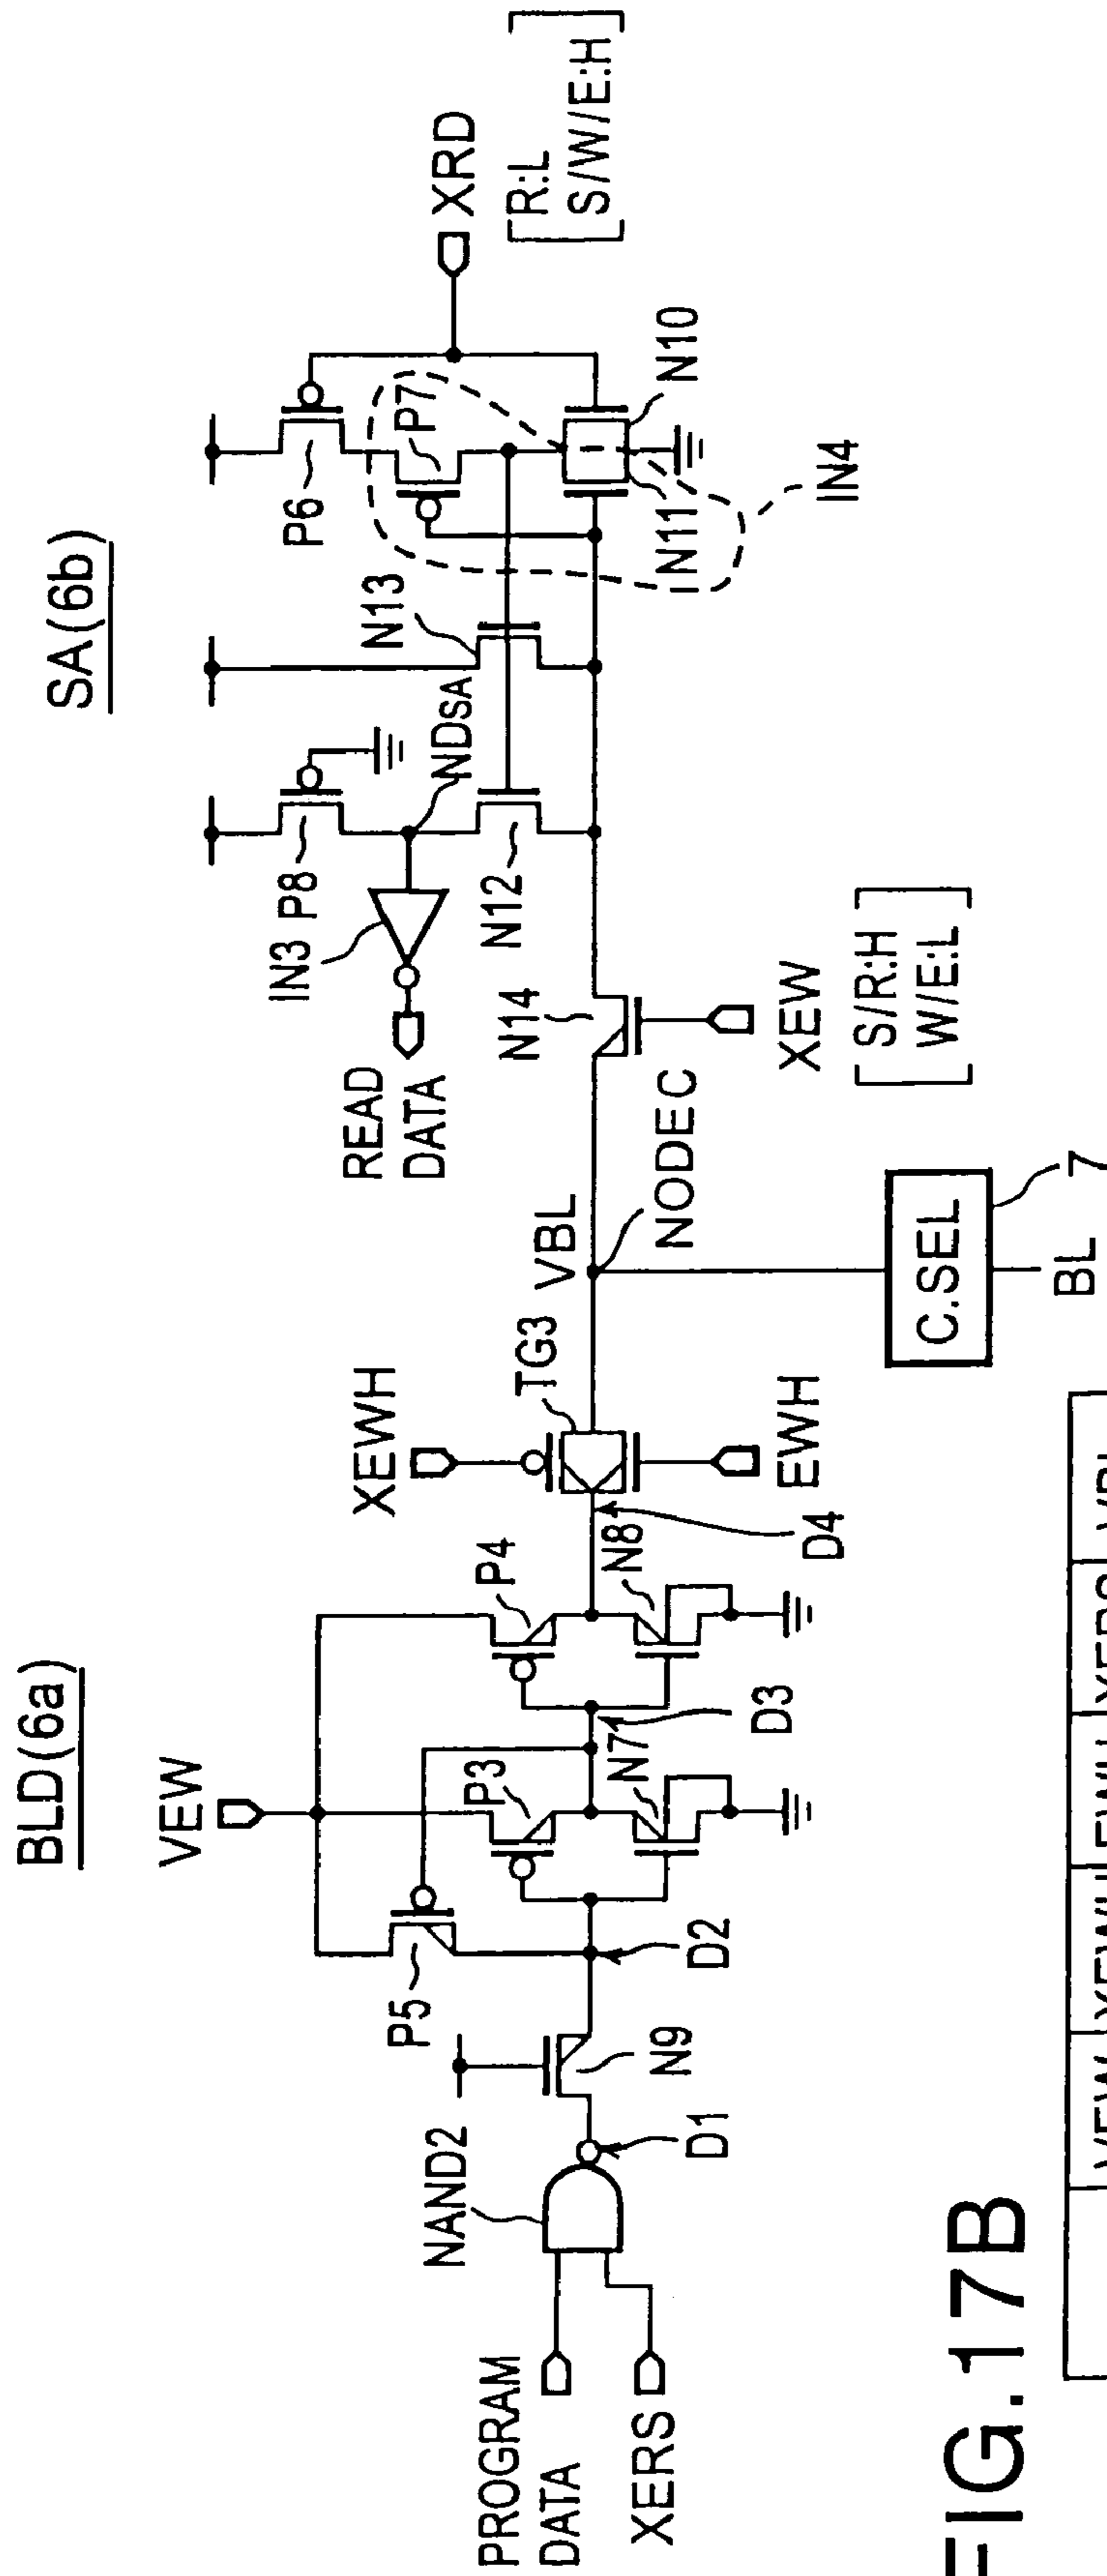 BLD(6a)
SA(6b)
VEW
P5
P3
P4
N7
N8
N9
NAND2
PROGRAM
DATA
XERS
D1
D2
D3
D4
XEWH
TG3
EWH
VBL
NODEC
C.SEL
7
BL
N14
XEW
[S/R:H
W/E:L]
READ
DATA
IN3
P8
NDSA
N12
N13
P6
P7
N11
N10
IN4
XRD
[R:L
S/W/E:H]
FIG.17B
VEW
XEWH
EWH
XERS
VBL